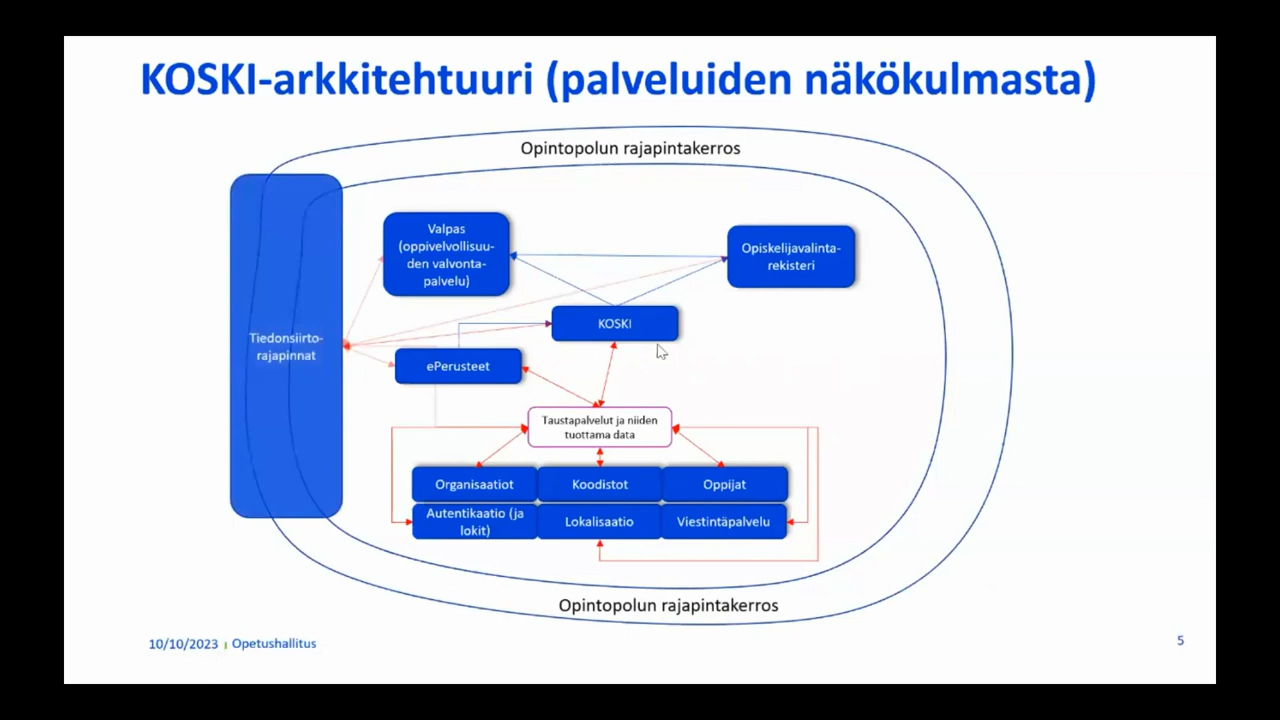 KOSKI-arkkitehtuuri (palveluiden näkökulmasta)
Opintopolun rajapintakerros
Valpas
(oppivelvollisuu-
den valvonta-
palvelu)
Opiskelijavalinta-
rekisteri
KOSKI
Tiedonsiirto-
rajapinnat
ePerusteet
Taustapalvelut ja niiden
tuottama data
Organisaatiot
Koodistot
Oppijat
Autentikaatio (ja
lokit)
Lokalisaatio
Viestintäpalvelu
Opintopolun rajapintakerros
10/10/2023 | Opetushallitus
5